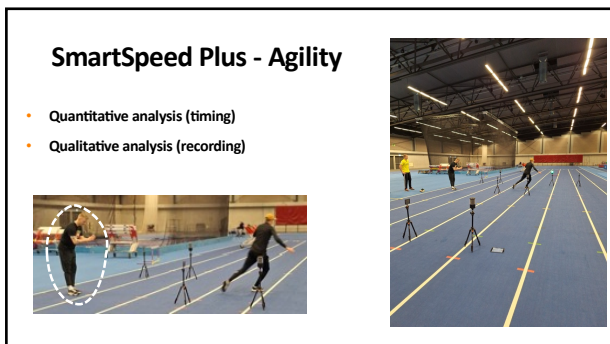 SmartSpeed Plus - Agility
• Quantitative analysis (timing)
• Qualitative analysis (recording)